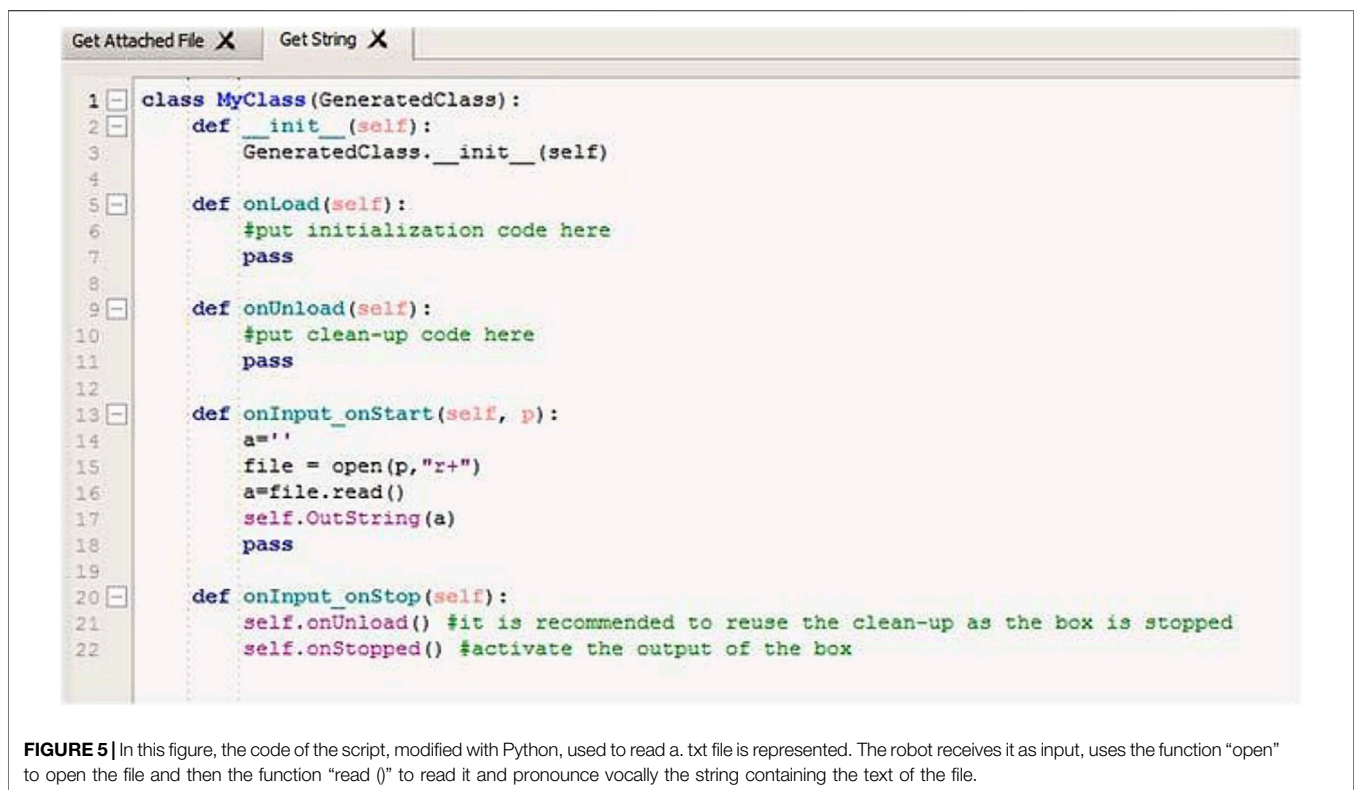 Get Attached File X Get String X
1 class MyClass(GeneratedClass):
2 def __init__(self):
3 GeneratedClass.__init__(self)
4
5 def onLoad(self):
6 #put initialization code here
7 pass
8
9 def onUnload(self):
10 #put clean-up code here
11 pass
12
13 def onInput_onStart(self, p):
14 a=''
15 file = open(p,"r+")
16 a=file.read()
17 self.OutString(a)
18 pass
19
20 def onInput_onStop(self):
21 self.onUnload() #it is recommended to reuse the clean-up as the box is stopped
22 self.onStopped() #activate the output of the box
FIGURE 5 | In this figure, the code of the script, modified with Python, used to read a. txt file is represented. The robot receives it as input, uses the function “open”
to open the file and then the function “read ()” to read it and pronounce vocally the string containing the text of the file.